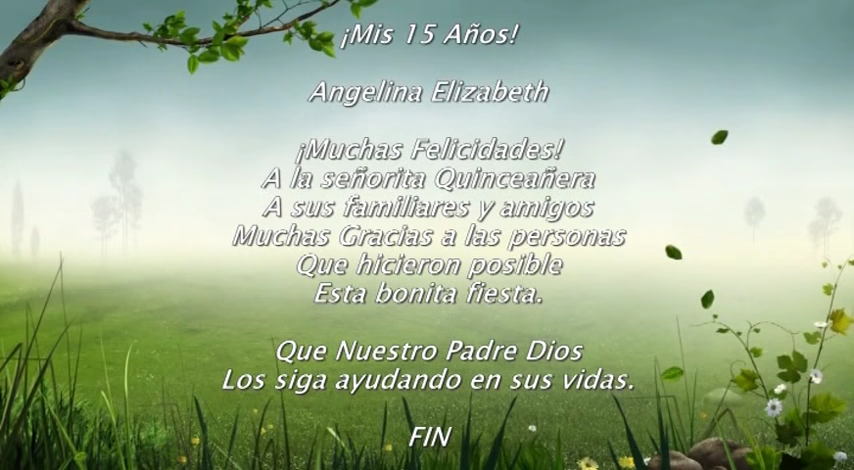 ¡Mis 15 Años!
Angelina Elizabeth
¡Muchas Felicidades!
A la señorita Quinceañera
A sus familiares y amigos
Muchas Gracias a las personas
Que hicieron posible
Esta bonita fiesta.
Que Nuestro Padre Dios
Los siga ayudando en sus vidas.
FIN